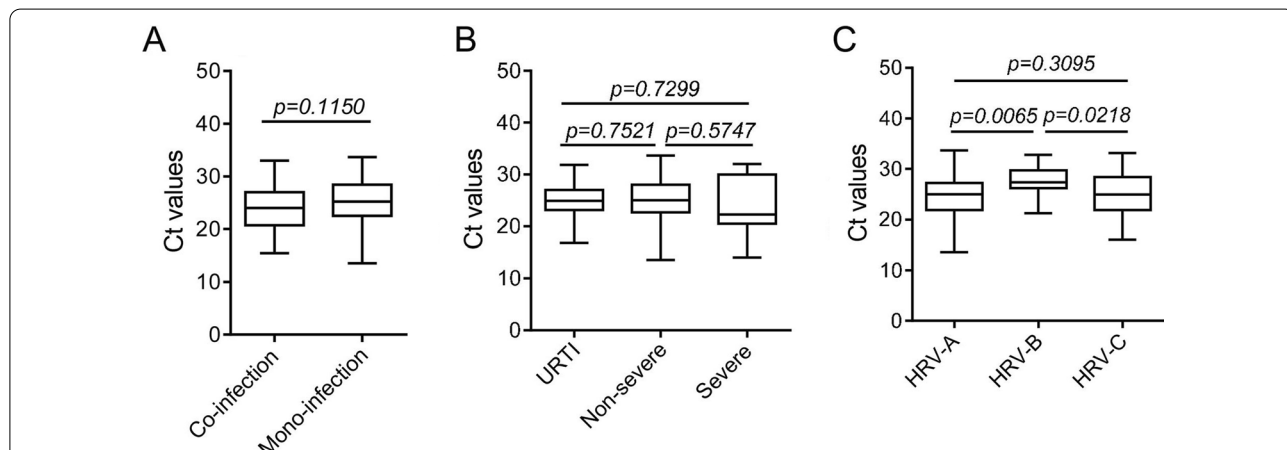 A
B
C
Ct values
50
40
30
20
10
0
p=0.1150
Co-infection
Mono-infection
Ct values
50
40
30
20
10
0
p=0.7299
p=0.7521
p=0.5747
URTI
Non-severe
Severe
Ct values
50
40
30
20
10
0
p=0.3095
p=0.0065
p=0.0218
HRV-A
HRV-B
HRV-C